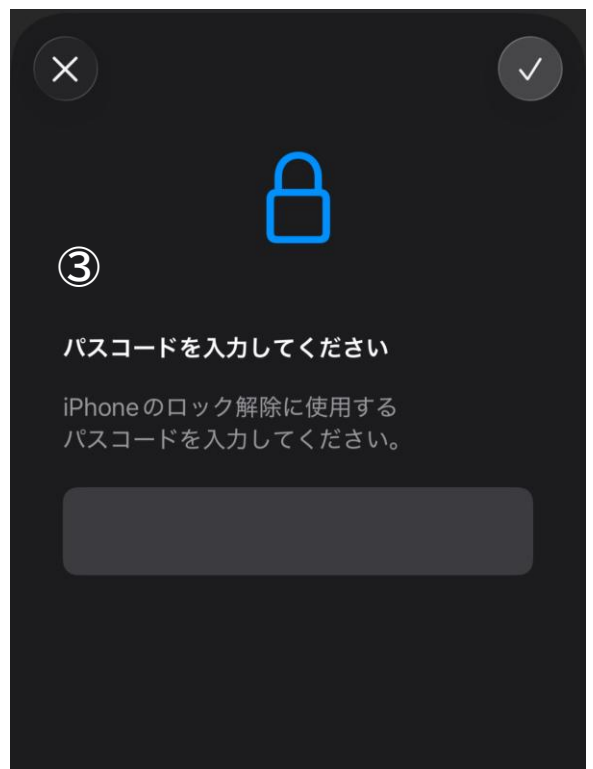 ③
パスコードを入力してください
iPhoneのロック解除に使用する
パスコードを入力してください。